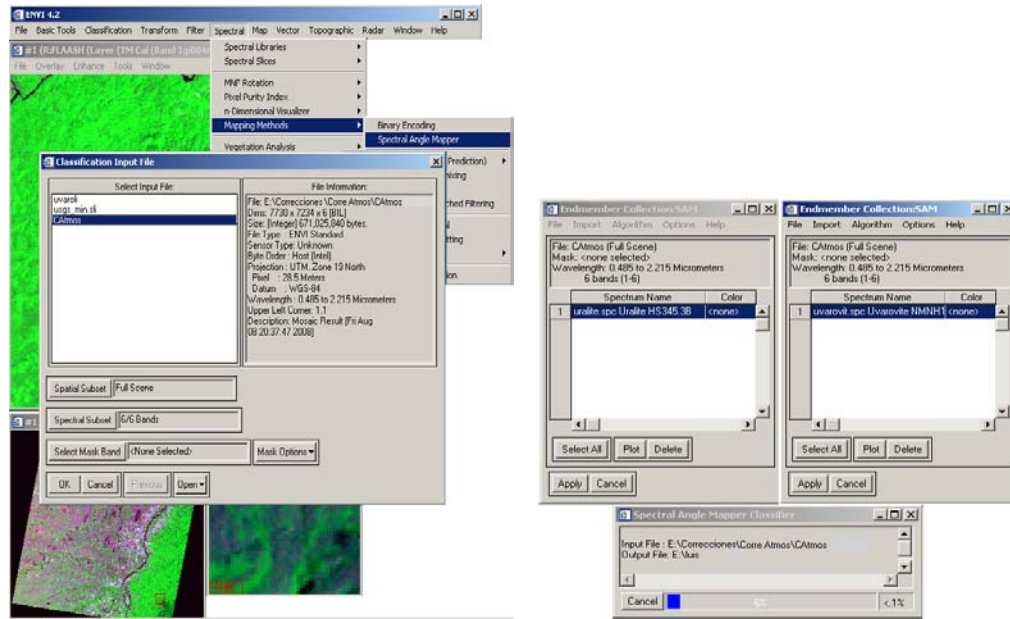 ENVI 4.2
File Basic Tools Classification Transform Filter Spectral Map Vector Topographic Radar Window Help
#1 (R:FLAASH (Layer (TM Cal (Band 1:p004r
File Overlay Enhance Tools Window
Spectral Libraries
Spectral Slices
MNF Rotation
Pixel Purity Index
n-Dimensional Visualizer
Mapping Methods
Vegetation Analysis
Binary Encoding
Spectral Angle Mapper
Prediction)
xing
ched Filtering
al
tting
ion
Classification Input File
Select Input File:
uvaroli
usgs_min.sli
CAtmos
File Information:
File: E:\Correcciones\Corre Atmos\CAtmos
Dims: 7730 x 7234 x 6 [BIL]
Size: [Integer] 671,025,840 bytes.
File Type : ENVI Standard
Sensor Type: Unknown
Byte Order : Host (Intel)
Projection : UTM, Zone 19 North
Pixel : 28.5 Meters
Datum : WGS-84
Wavelength : 0.485 to 2.215 Micrometers
Upper Left Corner: 1,1
Description: Mosaic Result [Fri Aug
08 20:37:47 2008]
Spatial Subset Full Scene
Spectral Subset 6/6 Bands
Select Mask Band <None Selected> Mask Options
OK Cancel Previous Open
#1
Endmember Collection:SAM
File Import Algorithm Options Help
File: CAtmos (Full Scene)
Mask: <none selected>
Wavelength: 0.485 to 2.215 Micrometers
6 bands (1-6)
Spectrum Name Color
1 uralite.spc Uralite HS345.3B <none>
Select All Plot Delete
Apply Cancel
Endmember Collection:SAM
File Import Algorithm Options Help
File: CAtmos (Full Scene)
Mask: <none selected>
Wavelength: 0.485 to 2.215 Micrometers
6 bands (1-6)
Spectrum Name Color
1 uvarovit.spc Uvarovite NMNH1 <none>
Select All Plot Delete
Apply Cancel
Spectral Angle Mapper Classifier
Input File : E:\Correcciones\Corre Atmos\CAtmos
Output File: E:\luis
Cancel <.1%